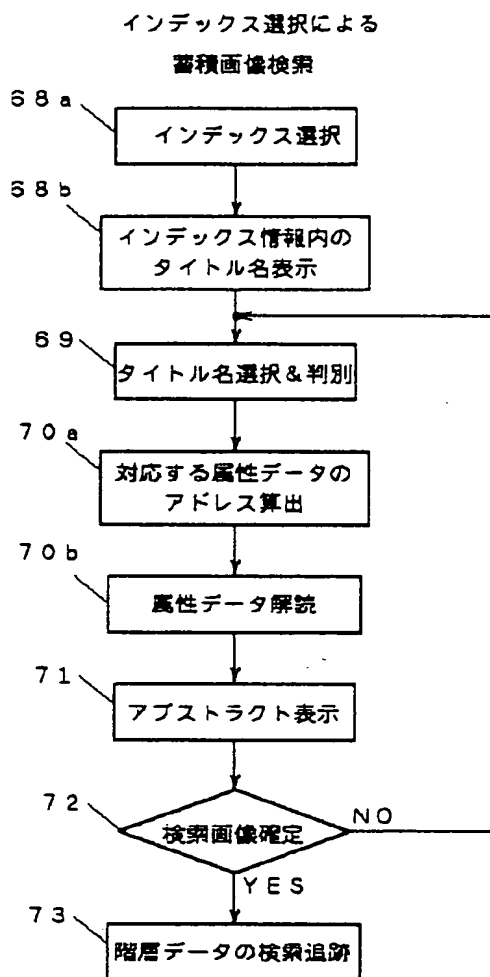 インデックス選択による
蓄積画像検索
68a
インデックス選択
68b
インデックス情報内の
タイトル名表示
69
タイトル名選択&判別
70a
対応する属性データの
アドレス算出
70b
属性データ解読
71
アブストラクト表示
72
検索画像確定
NO
YES
73
階層データの検索追跡